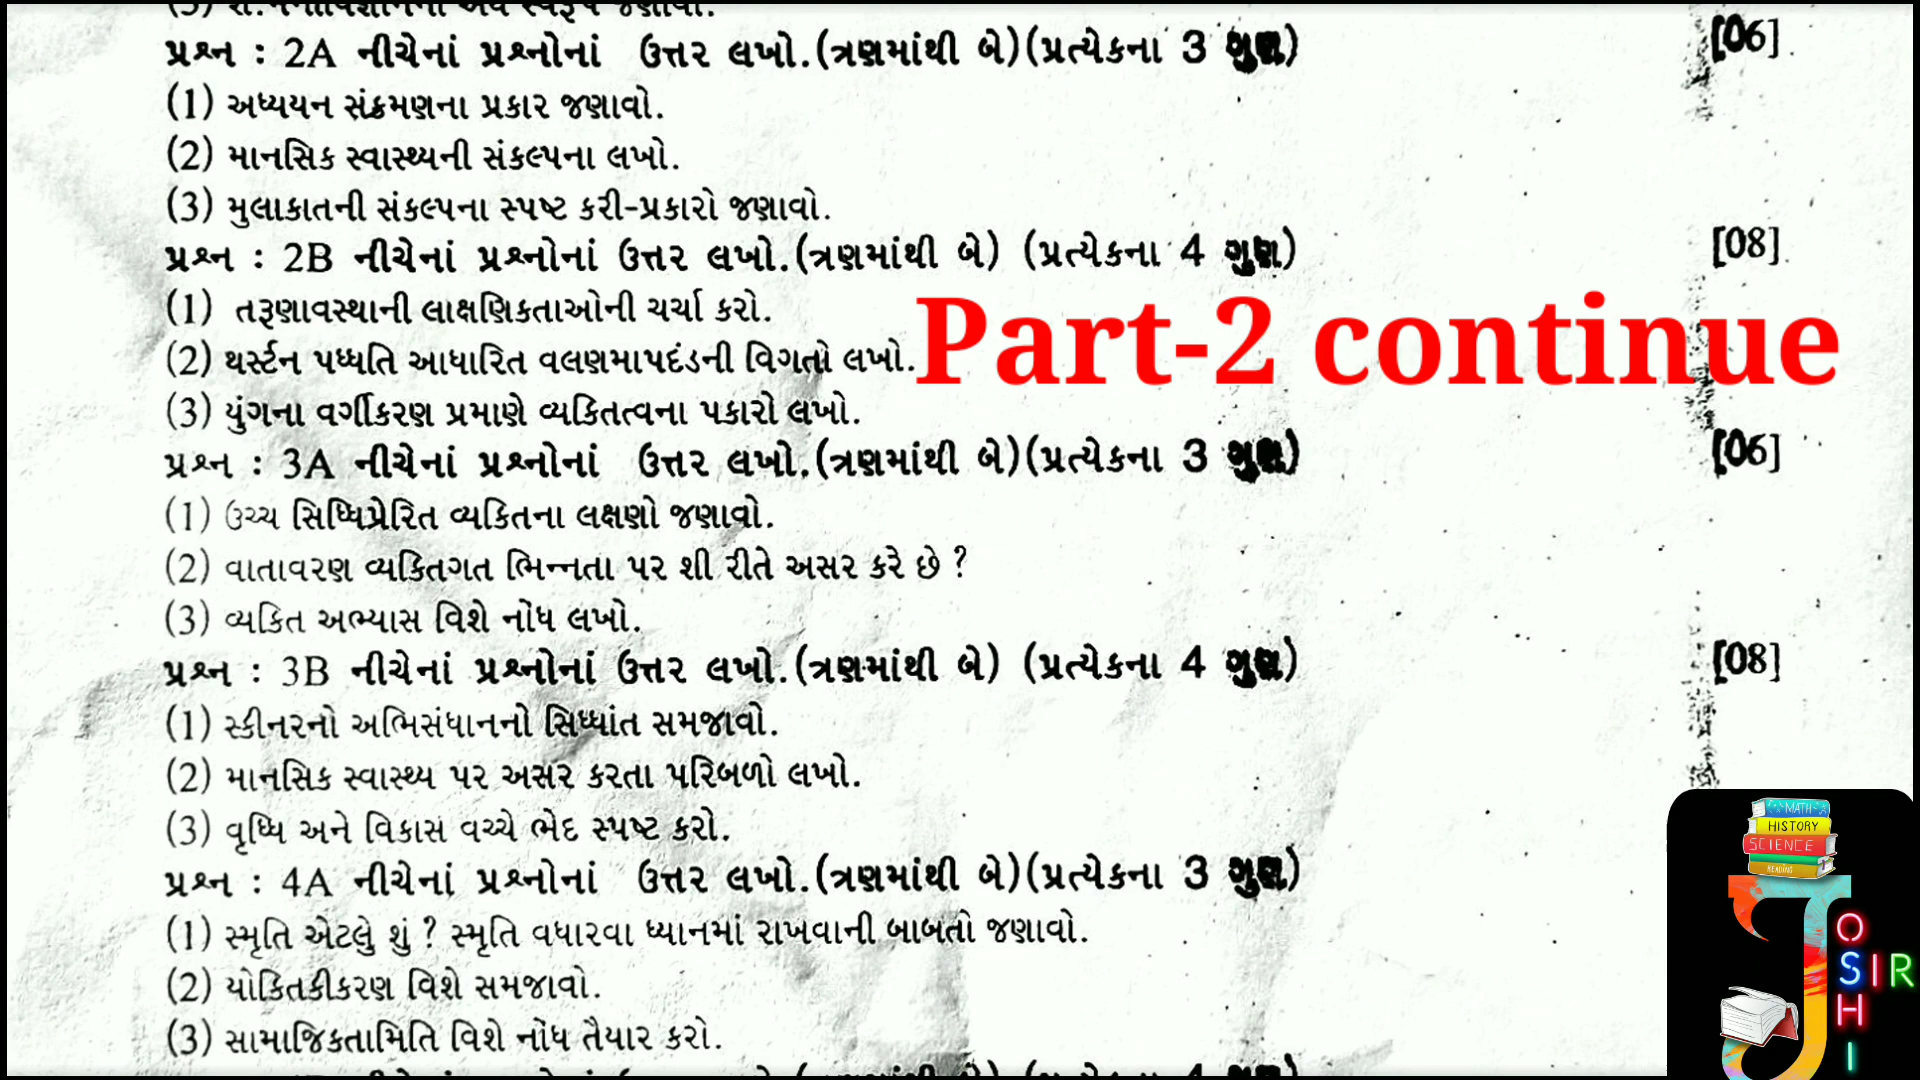 પ્રશ્ન : 2A નીચેનાં પ્રશ્નોનાં ઉત્તર લખો.(ત્રણમાંથી બે)(પ્રત્યેકના 3 ગુણ) [06]
(1) અધ્યયન સંક્રમણના પ્રકાર જણાવો.
(2) માનસિક સ્વાસ્થ્યની સંકલ્પના લખો.
(3) મુલાકાતની સંકલ્પના સ્પષ્ટ કરી-પ્રકારો જણાવો.
પ્રશ્ન : 2B નીચેનાં પ્રશ્નોનાં ઉત્તર લખો.(ત્રણમાંથી બે) (પ્રત્યેકના 4 ગુણ) [08]
(1) તરૂણાવસ્થાની લાક્ષણિકતાઓની ચર્ચા કરો.
(2) થર્સ્ટન પધ્ધતિ આધારિત વલણમાપદંડની વિગતો લખો.
Part-2 continue
(3) યુંગના વર્ગીકરણ પ્રમાણે વ્યકિતત્વના પકારો લખો.
પ્રશ્ન : 3A નીચેનાં પ્રશ્નોનાં ઉત્તર લખો.(ત્રણમાંથી બે)(પ્રત્યેકના 3 ગુણ) [06]
(1) ઉચ્ચ સિધ્ધિપ્રેરિત વ્યકિતના લક્ષણો જણાવો.
(2) વાતાવરણ વ્યકિતગત ભિન્નતા પર શી રીતે અસર કરે છે ?
(3) વ્યકિત અભ્યાસ વિશે નોંધ લખો.
પ્રશ્ન : 3B નીચેનાં પ્રશ્નોનાં ઉત્તર લખો.(ત્રણમાંથી બે) (પ્રત્યેકના 4 ગુણ) [08]
(1) સ્કીનરનો અભિસંધાનનો સિધ્ધાંત સમજાવો.
(2) માનસિક સ્વાસ્થ્ય પર અસર કરતા પરિબળો લખો.
(3) વૃધ્ધિ અને વિકાસ વચ્ચે ભેદ સ્પષ્ટ કરો.
પ્રશ્ન : 4A નીચેનાં પ્રશ્નોનાં ઉત્તર લખો.(ત્રણમાંથી બે)(પ્રત્યેકના 3 ગુણ)
(1) સ્મૃતિ એટલે શું ? સ્મૃતિ વધારવા ધ્યાનમાં રાખવાની બાબતો જણાવો.
(2) યોકિતકીકરણ વિશે સમજાવો.
(3) સામાજિકતામિતિ વિશે નોંધ તૈયાર કરો.
MATH
HISTORY
SCIENCE
READING
JOSHI
SIR